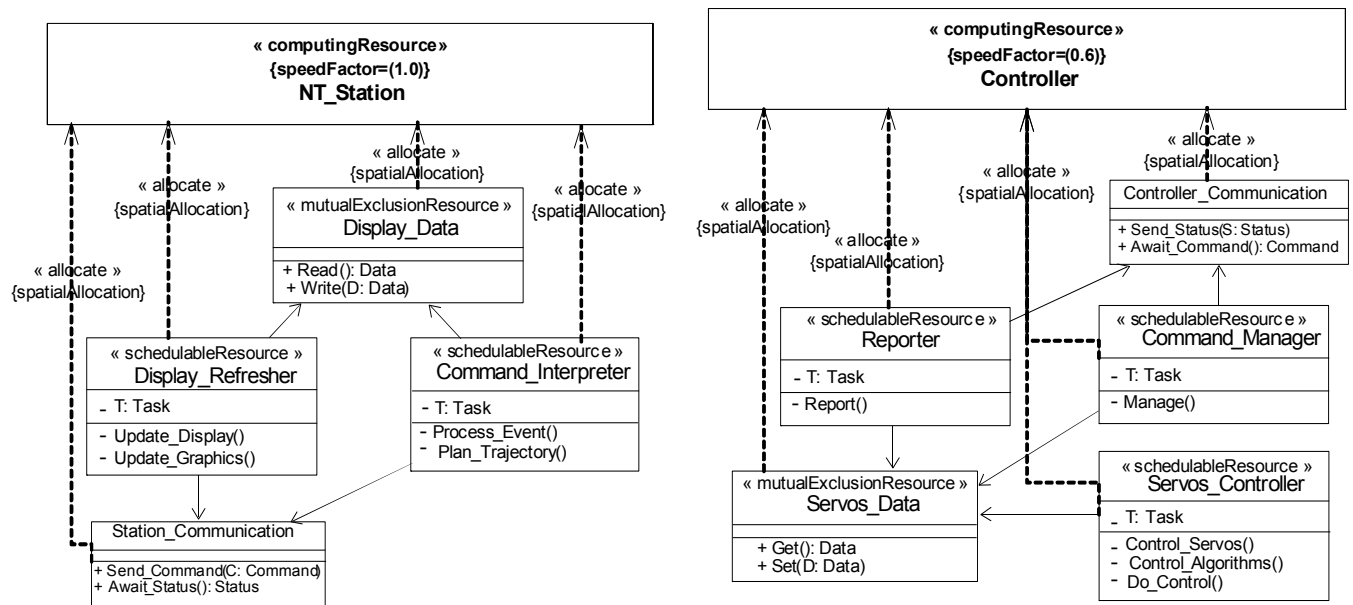 « computingResource»
{speedFactor=(1.0)}
NT_Station
« allocate »
{spatialAllocation}
« allocate »
{spatialAllocation}
« allocate »
{spatialAllocation}
« allocate »
{spatialAllocation}
« mutualExclusionResource »
Display_Data
+ Read(): Data
+ Write(D: Data)
« schedulableResource »
Display_Refresher
- T: Task
- Update_Display()
- Update_Graphics()
« schedulableResource »
Command_Interpreter
- T: Task
- Process_Event()
- Plan_Trajectory()
Station_Communication
+ Send_Command(C: Command)
+ Await_Status(): Status
« computingResource»
{speedFactor=(0.6)}
Controller
« allocate »
{spatialAllocation}
« allocate »
{spatialAllocation}
« allocate »
{spatialAllocation}
« allocate »
{spatialAllocation}
Controller_Communication
+ Send_Status(S: Status)
+ Await_Command(): Command
« schedulableResource »
Reporter
- T: Task
- Report()
« schedulableResource »
Command_Manager
- T: Task
- Manage()
« mutualExclusionResource »
Servos_Data
+ Get(): Data
+ Set(D: Data)
« schedulableResource »
Servos_Controller
- T: Task
- Control_Servos()
- Control_Algorithms()
- Do_Control()